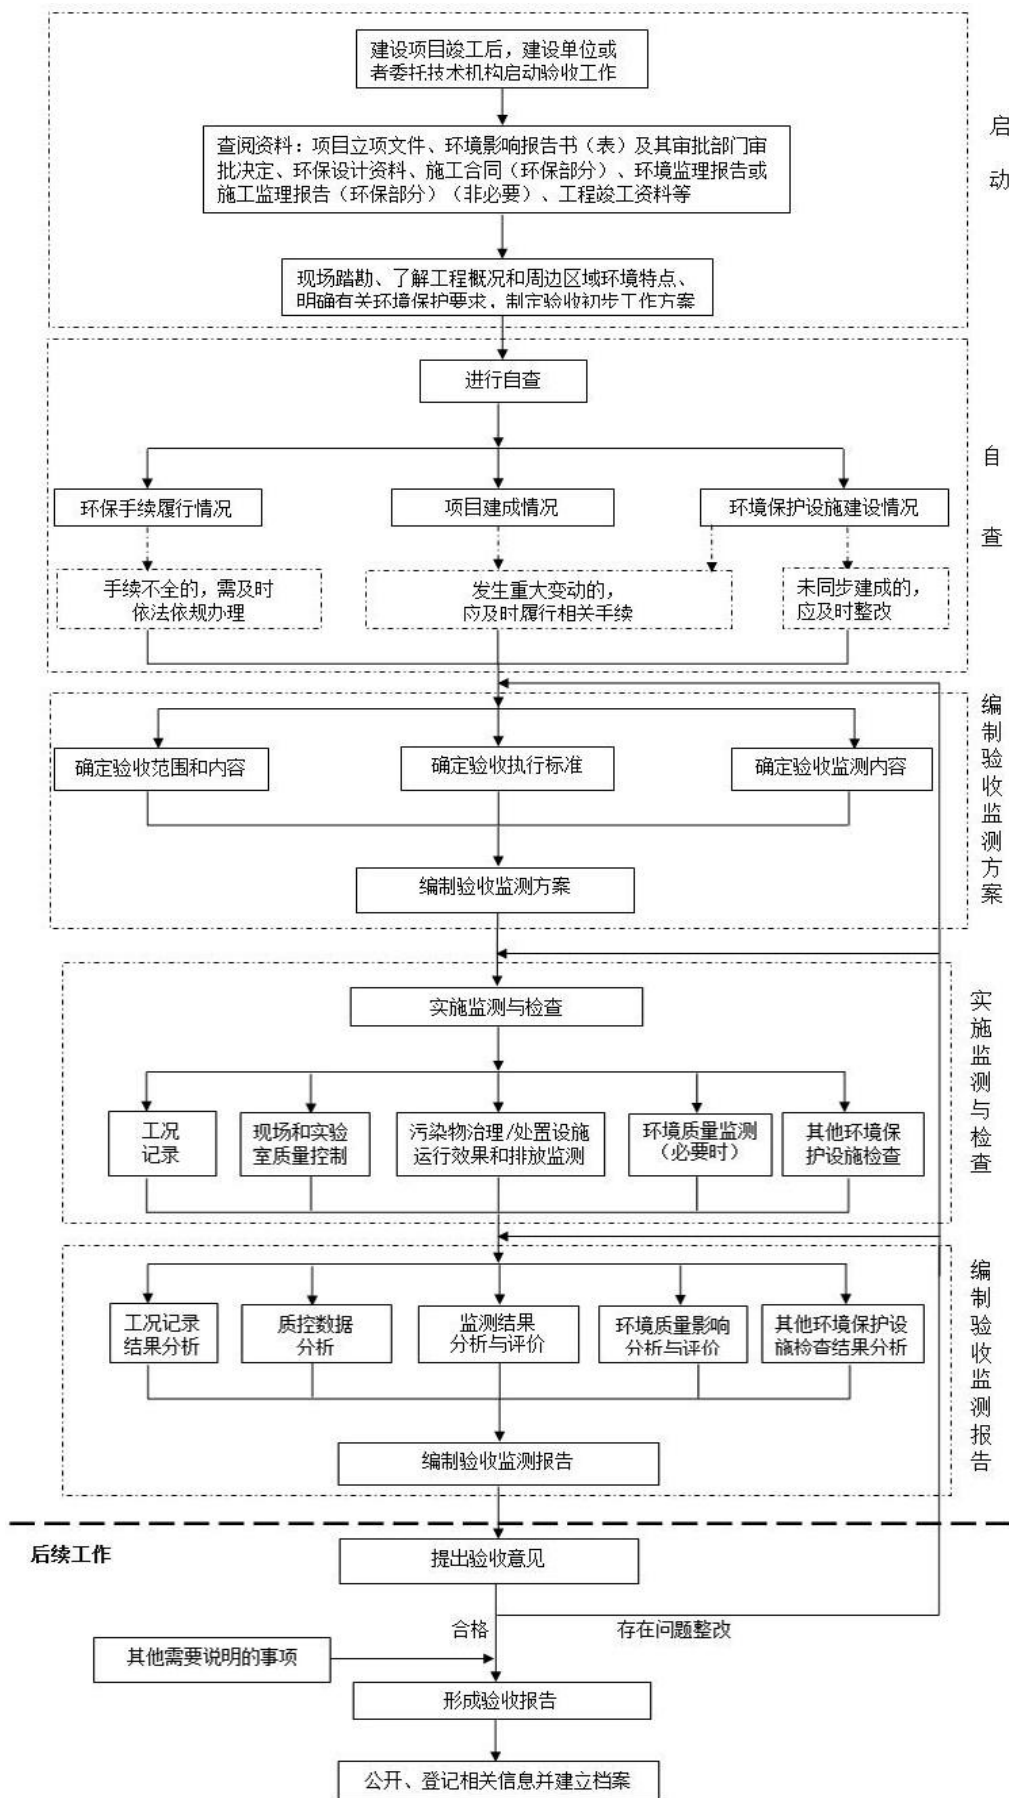 建设项目竣工后，建设单位或
者委托技术机构启动验收工作
启
动
查阅资料：项目立项文件、环境影响报告书（表）及其审批部门审
批决定、环保设计资料、施工合同（环保部分）、环境监理报告或
施工监理报告（环保部分）（非必要）、工程竣工资料等
现场踏勘、了解工程概况和周边区域环境特点、
明确有关环境保护要求，制定验收初步工作方案
进行自查
自
查
环保手续履行情况
项目建成情况
环境保护设施建设情况
手续不全的，需及时
依法依规办理
发生重大变动的，
应及时履行相关手续
未同步建成的，
应及时整改
编
制
验
收
监
测
方
案
确定验收范围和内容
确定验收执行标准
确定验收监测内容
编制验收监测方案
实
施
监
测
与
检
查
实施监测与检查
工况
记录
现场和实验
室质量控制
污染物治理/处置设施
运行效果和排放监测
环境质量监测
（必要时）
其他环境保
护设施检查
编
制
验
收
监
测
报
告
工况记录
结果分析
质控数据
分析
监测结果
分析与评价
环境质量影响
分析与评价
其他环境保护设
施检查结果分析
编制验收监测报告
后续工作
提出验收意见
合格
存在问题整改
其他需要说明的事项
形成验收报告
公开、登记相关信息并建立档案